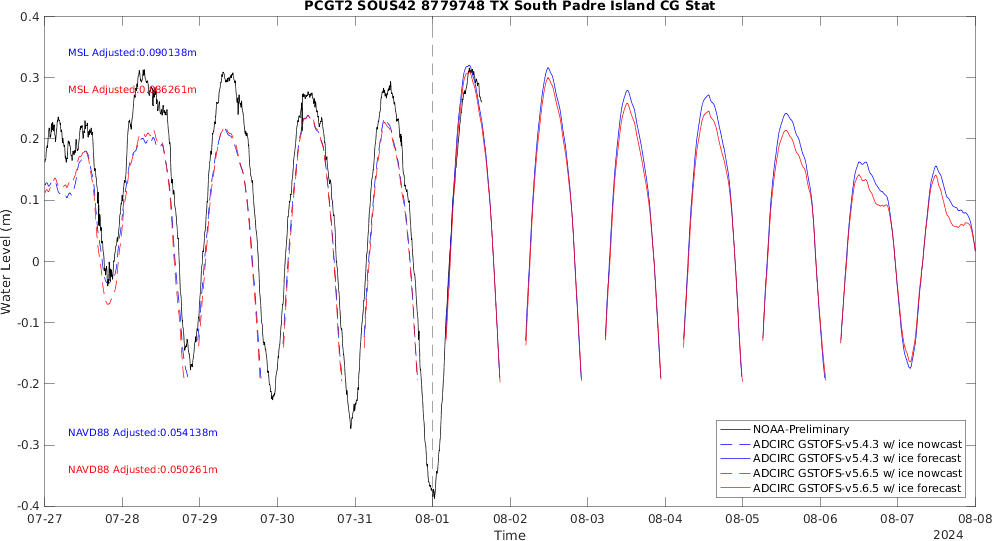 PCGT2 SOUS42 8779748 TX South Padre Island CG Stat
0.4
0.3
0.2
0.1
0
-0.1
-0.2
-0.3
-0.4
Water Level (m)
MSL Adjusted:0.090138m
MSL Adjusted:0.086261m
NAVD88 Adjusted:0.054138m
NAVD88 Adjusted:0.050261m
NOAA-Preliminary
ADCIRC GSTOFS-v5.4.3 w/ ice nowcast
ADCIRC GSTOFS-v5.4.3 w/ ice forecast
ADCIRC GSTOFS-v5.6.5 w/ ice nowcast
ADCIRC GSTOFS-v5.6.5 w/ ice forecast
07-27 07-28 07-29 07-30 07-31 08-01 08-02 08-03 08-04 08-05 08-06 08-07 08-08
Time
2024